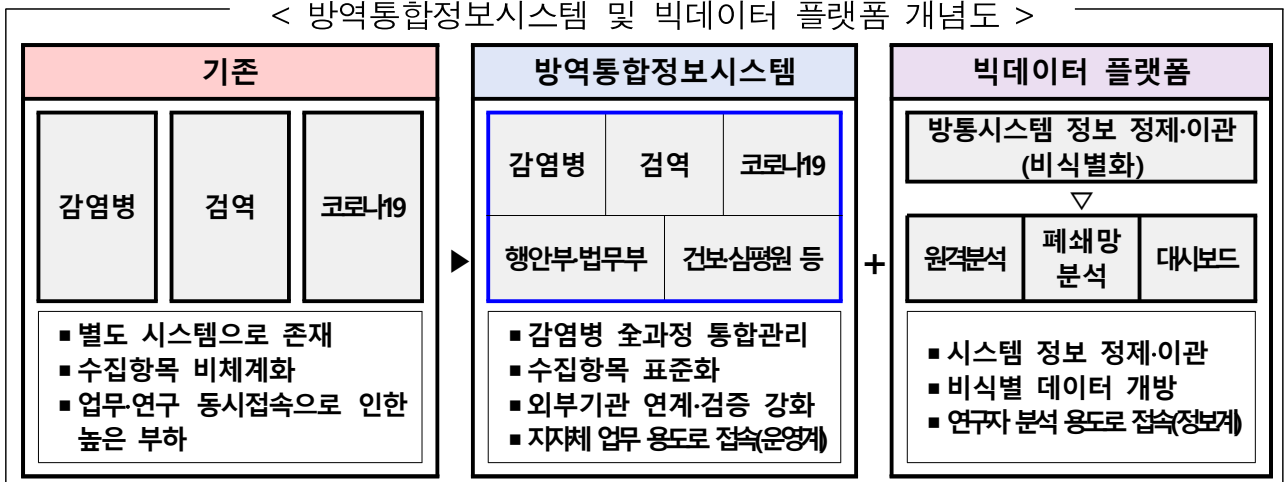 < 방역통합정보시스템 및 빅데이터 플랫폼 개념도 >
기존
감염병
검역
코로나19
■ 별도 시스템으로 존재
■ 수집항목 비체계화
■ 업무·연구 동시접속으로 인한
높은 부하
▶
방역통합정보시스템
감염병
검역
코로나19
행안부·법무부
건보·심평원 등
■ 감염병 全과정 통합관리
■ 수집항목 표준화
■ 외부기관 연계·검증 강화
■ 지자체 업무 용도로 접속(운영계)
+
빅데이터 플랫폼
방통시스템 정보 정제·이관
(비식별화)
▽
원격분석
폐쇄망
분석
대시보드
■ 시스템 정보 정제·이관
■ 비식별 데이터 개방
■ 연구자 분석 용도로 접속(정보계)